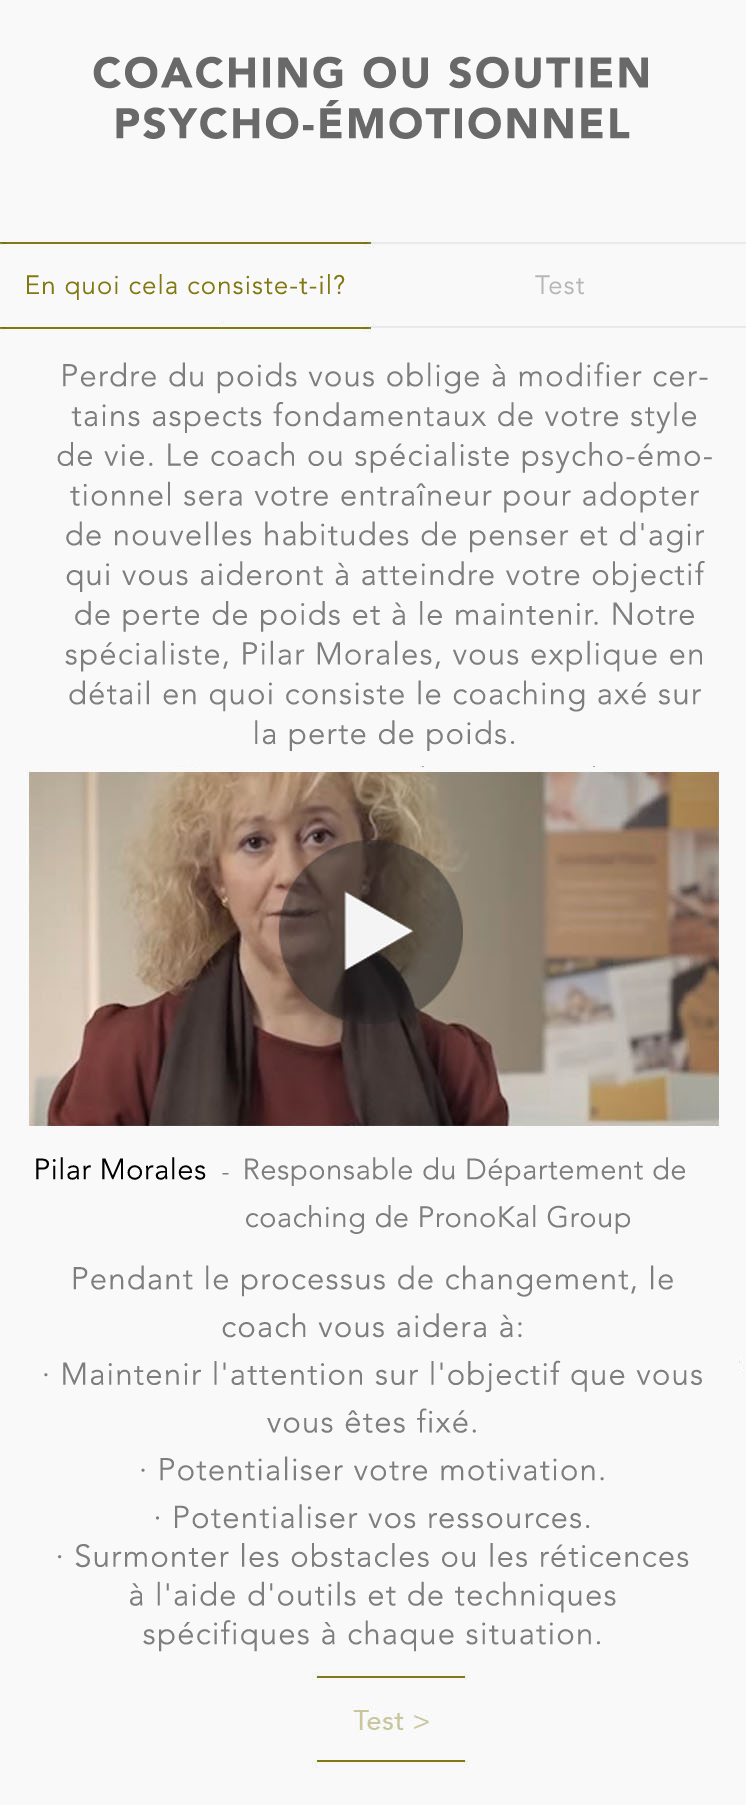 COACHING OU SOUTIEN
PSYCHO-ÉMOTIONNEL
En quoi cela consiste-t-il?
Test
Perdre du poids vous oblige à modifier cer-
tains aspects fondamentaux de votre style
de vie. Le coach ou spécialiste psycho-émo-
tionnel sera votre entraîneur pour adopter
de nouvelles habitudes de penser et d'agir
qui vous aideront à atteindre votre objectif
de perte de poids et à le maintenir. Notre
spécialiste, Pilar Morales, vous explique en
détail en quoi consiste le coaching axé sur
la perte de poids.
Pilar Morales - Responsable du Département de
coaching de PronoKal Group
Pendant le processus de changement, le
coach vous aidera à:
· Maintenir l'attention sur l'objectif que vous
vous êtes fixé.
· Potentialiser votre motivation.
· Potentialiser vos ressources.
· Surmonter les obstacles ou les réticences
à l'aide d'outils et de techniques
spécifiques à chaque situation.
Test >